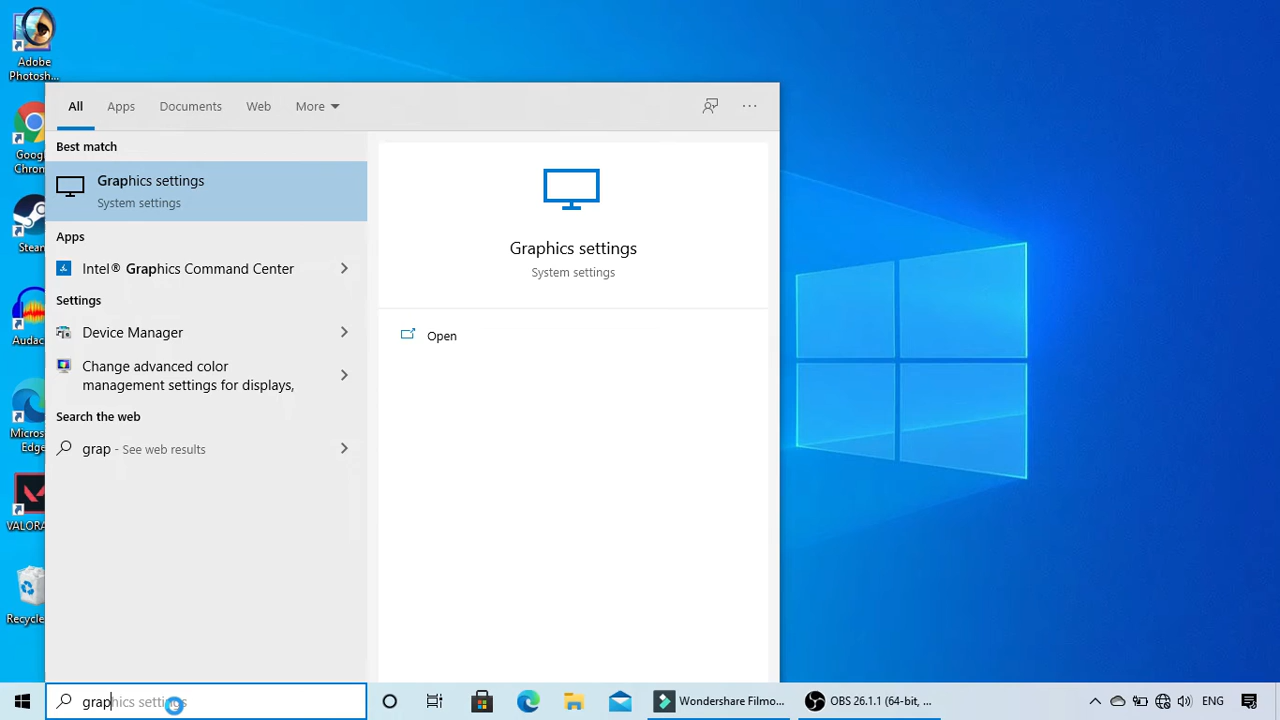 Adobe
Photosh...
Goog
Chron
Steam
Audac
Micros
Edge
VALORA
Recycle
All Apps Documents Web More ...
Best match
Graphics settings
System settings
Apps
Intel® Graphics Command Center
Settings
Device Manager
Change advanced color
management settings for displays,
Search the web
grap - See web results
Graphics settings
System settings
Open
graphics settings
Wondershare Filmo...
OBS 26.1.1 (64-bit, ...
ENG